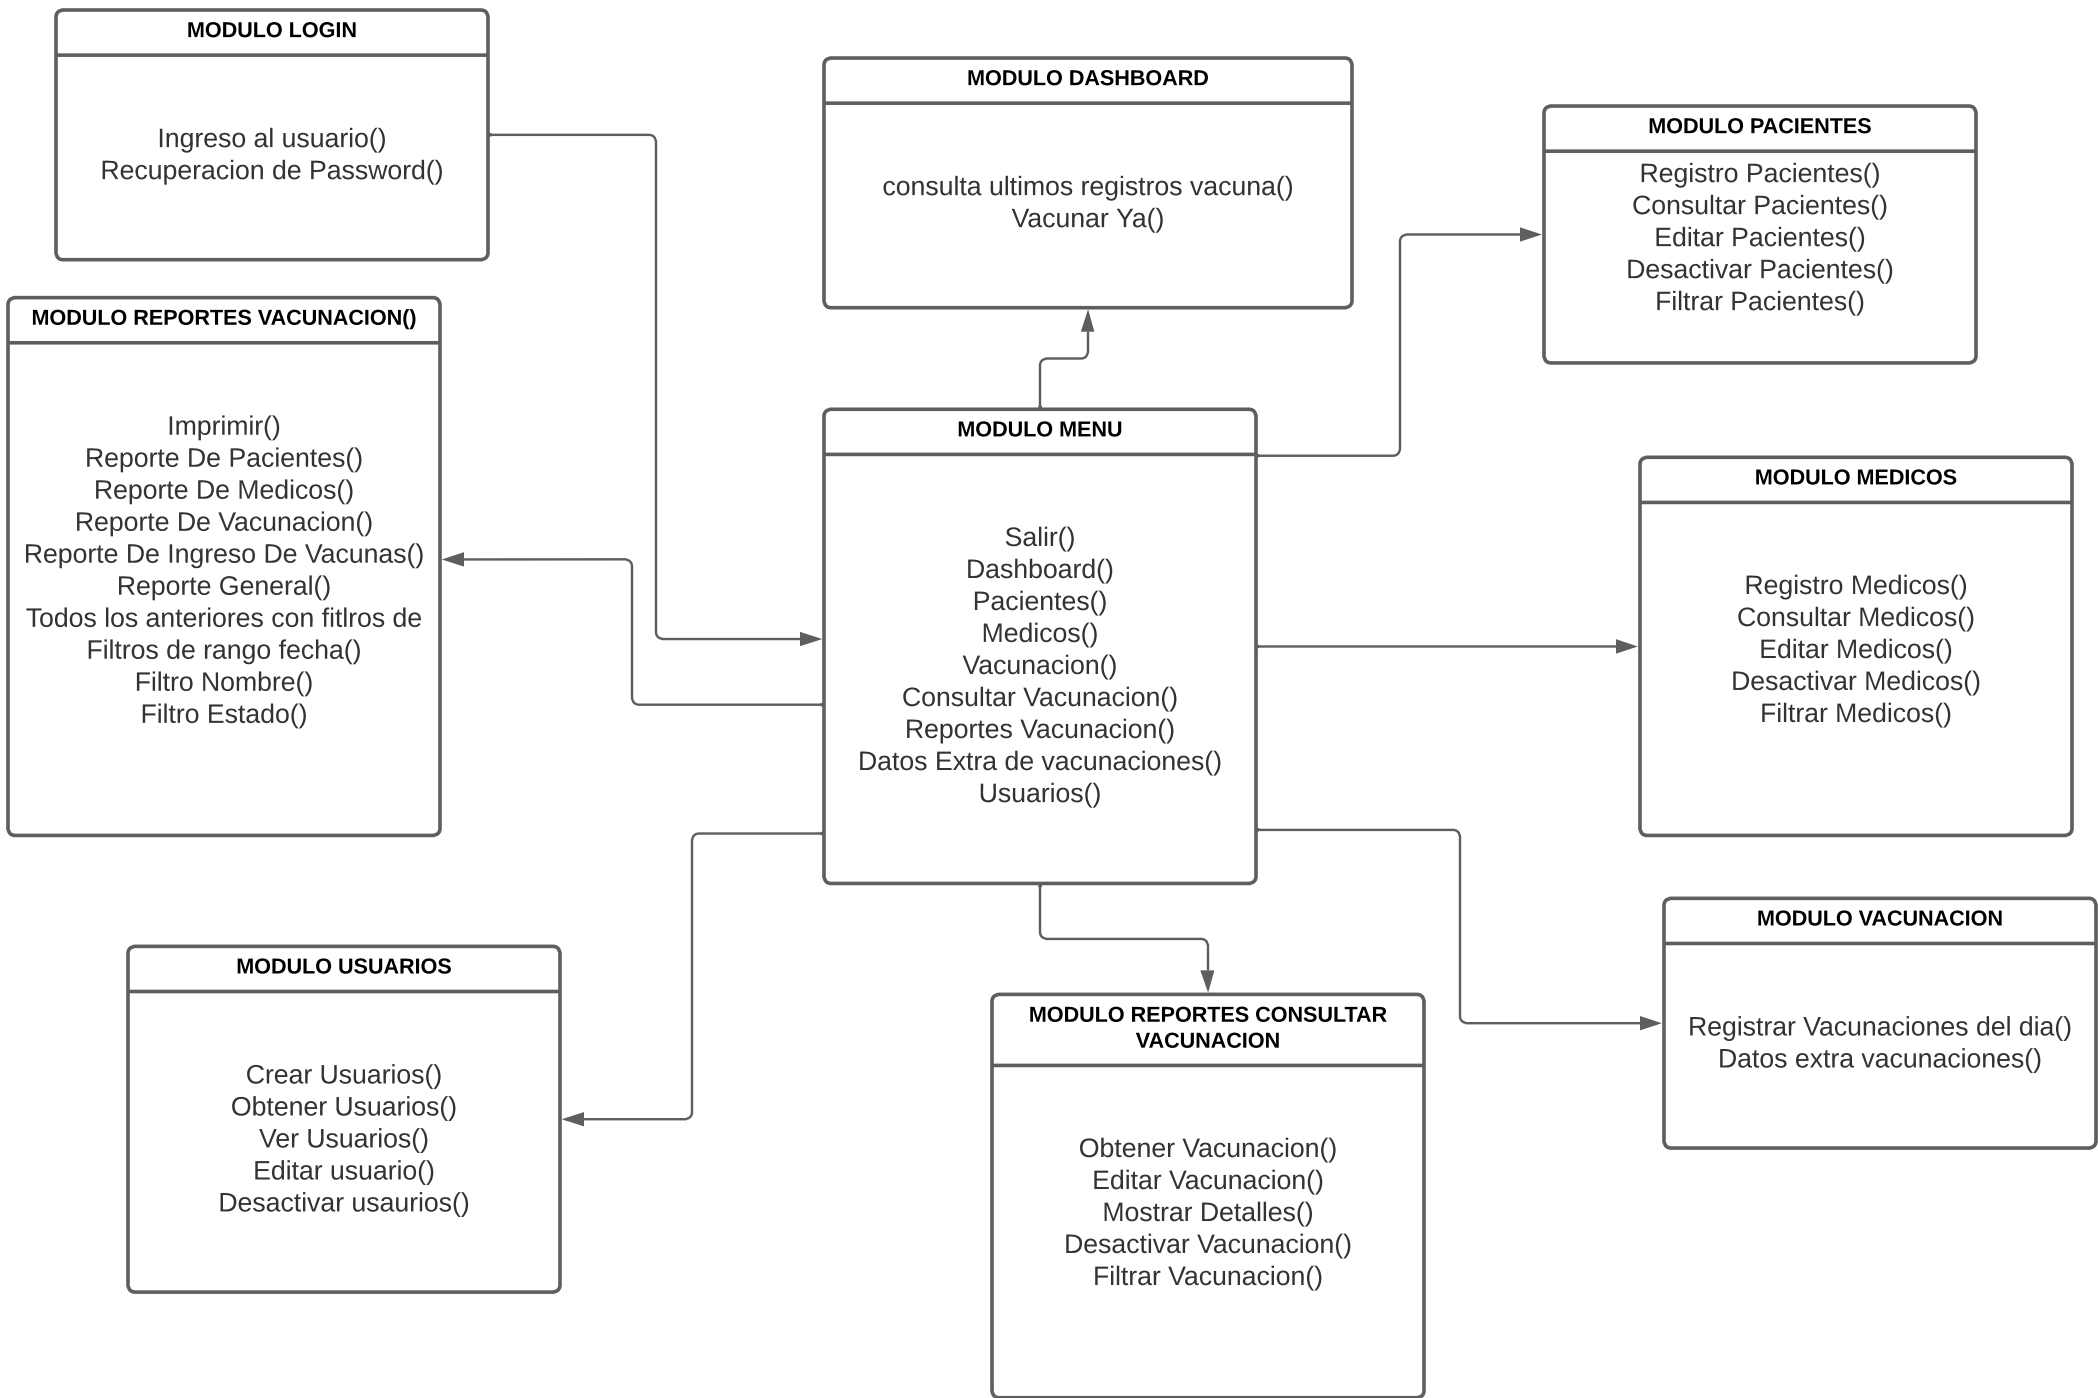 MODULO LOGIN
Ingreso al usuario()
Recuperacion de Password()
MODULO DASHBOARD
consulta ultimos registros vacuna()
Vacunar Ya()
MODULO PACIENTES
Registro Pacientes()
Consultar Pacientes()
Editar Pacientes()
Desactivar Pacientes()
Filtrar Pacientes()
MODULO REPORTES VACUNACION()
Imprimir()
Reporte De Pacientes()
Reporte De Medicos()
Reporte De Vacunacion()
Reporte De Ingreso De Vacunas()
Reporte General()
Todos los anteriores con fitlros de
Filtros de rango fecha()
Filtro Nombre()
Filtro Estado()
MODULO MENU
Salir()
Dashboard()
Pacientes()
Medicos()
Vacunacion()
Consultar Vacunacion()
Reportes Vacunacion()
Datos Extra de vacunaciones()
Usuarios()
MODULO MEDICOS
Registro Medicos()
Consultar Medicos()
Editar Medicos()
Desactivar Medicos()
Filtrar Medicos()
MODULO USUARIOS
Crear Usuarios()
Obtener Usuarios()
Ver Usuarios()
Editar usuario()
Desactivar usaurios()
MODULO REPORTES CONSULTAR
VACUNACION
Obtener Vacunacion()
Editar Vacunacion()
Mostrar Detalles()
Desactivar Vacunacion()
Filtrar Vacunacion()
MODULO VACUNACION
Registrar Vacunaciones del dia()
Datos extra vacunaciones()